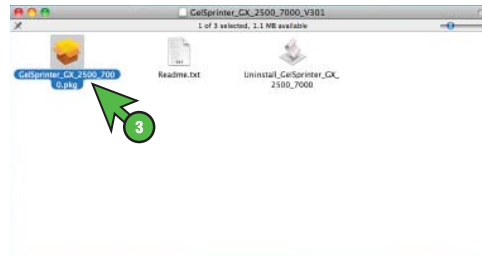 GelSprinter_GX_2500_7000_V301
1 of 3 selected, 1.1 MB available
GelSprinter_GX_2500_700
0.pkg
Readme.txt
Uninstall_GelSprinter_GX_
2500_7000
3